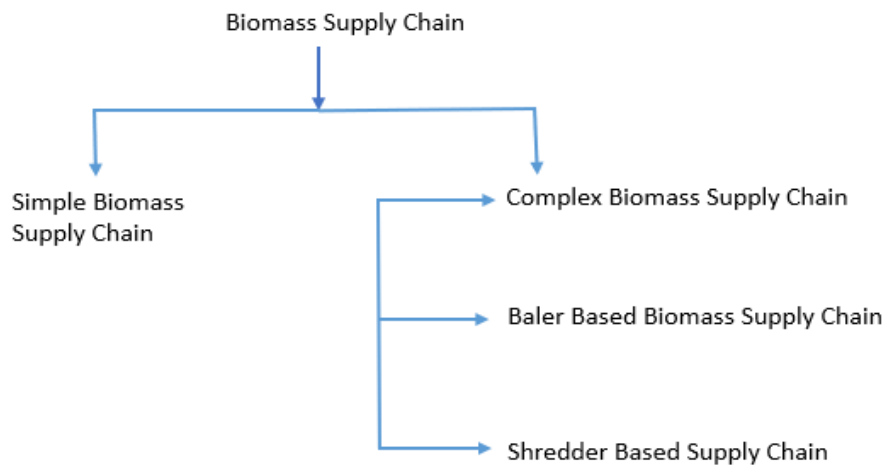 Biomass Supply Chain
Simple Biomass
Supply Chain
Complex Biomass Supply Chain
Baler Based Biomass Supply Chain
Shredder Based Supply Chain